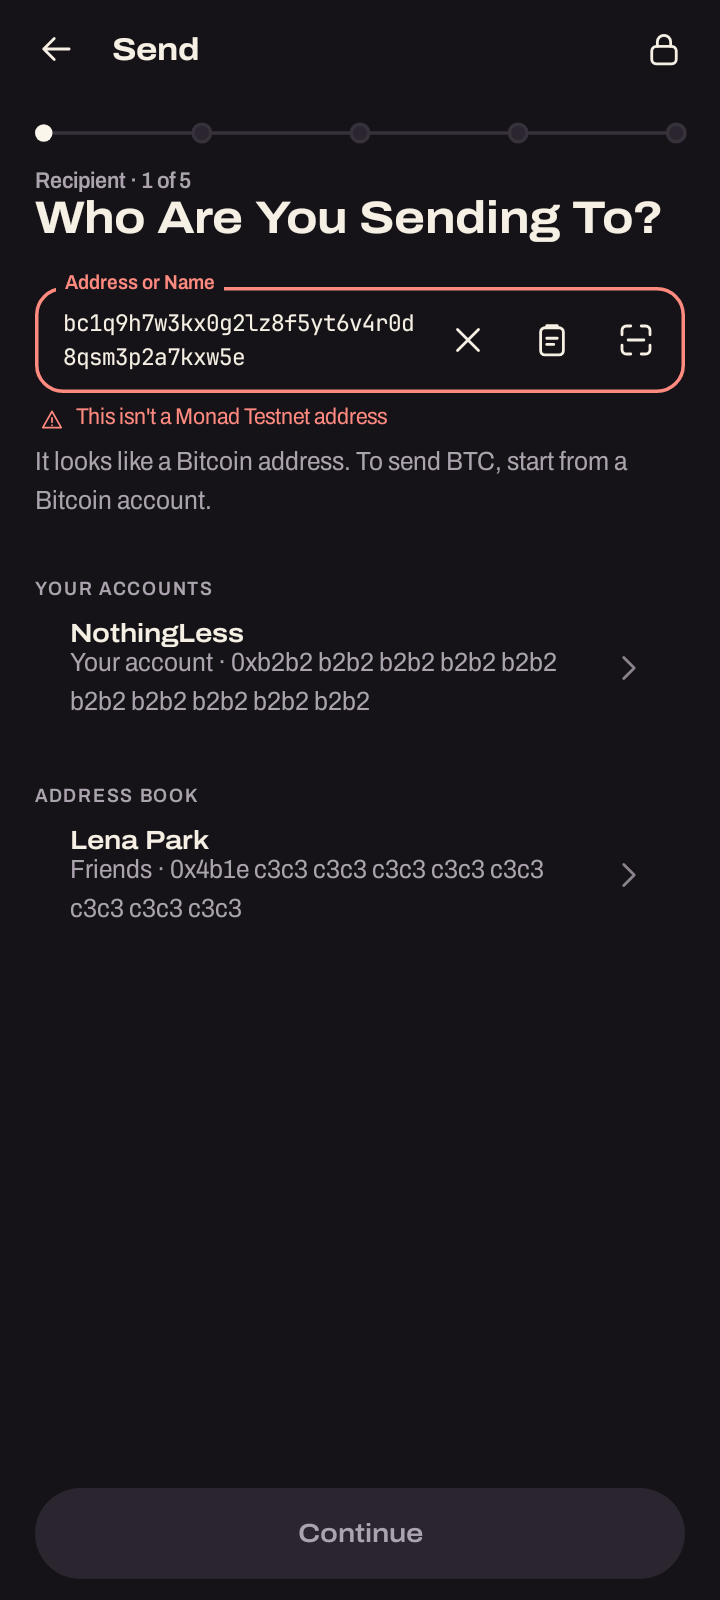 Send
Recipient · 1 of 5
Who Are You Sending To?
Address or Name
bc1q9h7w3kx0g2lz8f5yt6v4r0d
8qsm3p2a7kxw5e
This isn't a Monad Testnet address
It looks like a Bitcoin address. To send BTC, start from a
Bitcoin account.
YOUR ACCOUNTS
NothingLess
Your account · 0xb2b2 b2b2 b2b2 b2b2 b2b2
b2b2 b2b2 b2b2 b2b2 b2b2
ADDRESS BOOK
Lena Park
Friends · 0x4b1e c3c3 c3c3 c3c3 c3c3 c3c3
c3c3 c3c3 c3c3
Continue